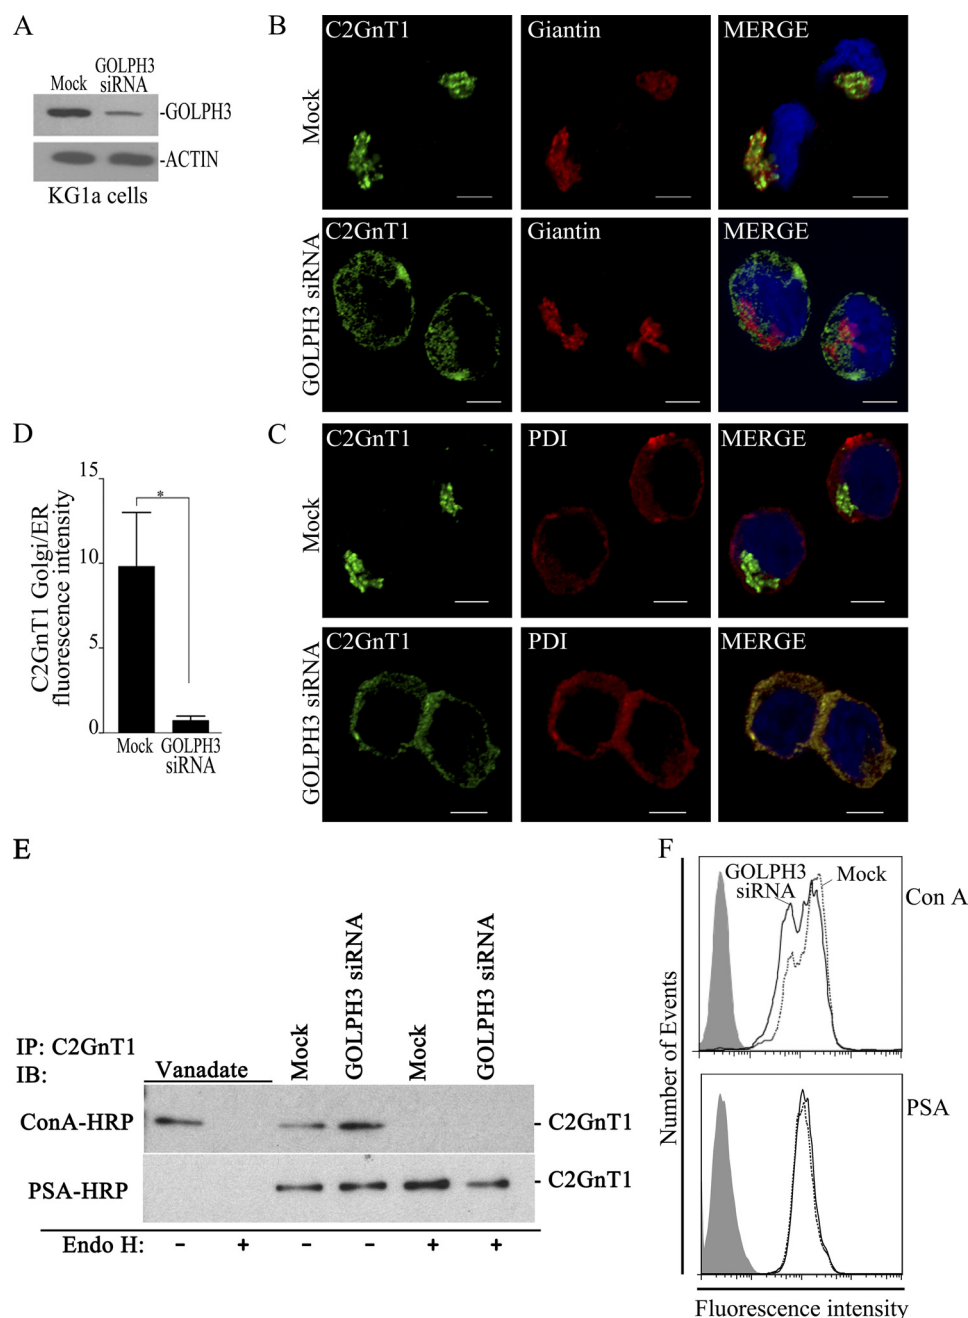 A
Mock
GOLPH3
siRNA
-GOLPH3
-ACTIN
KG1a cells
B
C2GnT1
Giantin
MERGE
Mock
C2GnT1
Giantin
MERGE
GOLPH3 siRNA
C
C2GnT1
PDI
MERGE
Mock
C2GnT1
PDI
MERGE
GOLPH3 siRNA
D
C2GnT1 Golgi/ER
fluorescence intensity
15
10
5
0
*
Mock
GOLPH3
siRNA
E
IP: C2GnT1
IB:
Vanadate
Mock
GOLPH3 siRNA
Mock
GOLPH3 siRNA
ConA-HRP
- C2GnT1
PSA-HRP
- C2GnT1
Endo H: - + - - + +
F
Number of Events
GOLPH3
siRNA
Mock
Con A
PSA
Fluorescence intensity